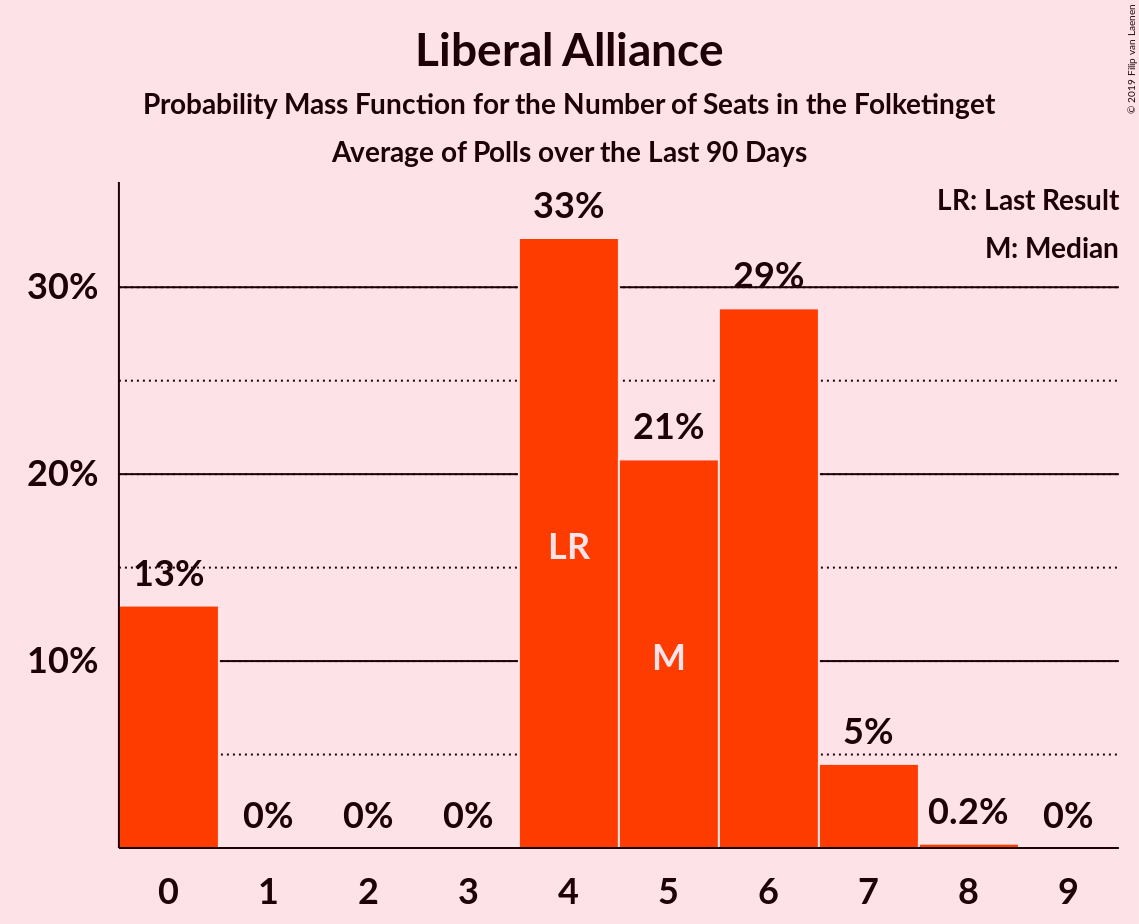 Liberal Alliance
Probability Mass Function for the Number of Seats in the Folketinget
Average of Polls over the Last 90 Days
© 2019 Filip van Laenen
LR: Last Result
M: Median
30%
20%
10%
13%
0%
0%
0%
33%
21%
29%
5%
0.2%
0%
LR
M
0 1 2 3 4 5 6 7 8 9